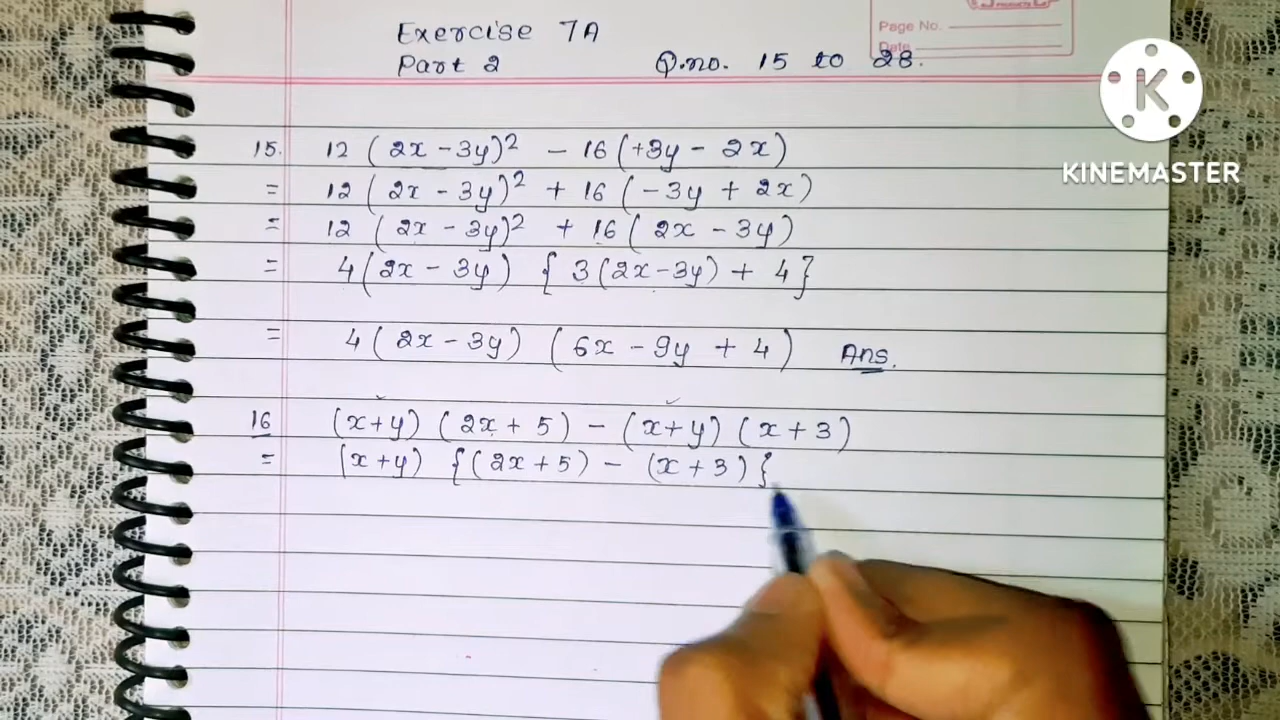 Exercise 7A
Part 2
Q.no. 15 to 28.
PRODUCTS
Page No.
Date
K
KINEMASTER
15. 12 (2x - 3y)² - 16 (+3y - 2x)
= 12 (2x - 3y)² + 16 (-3y + 2x)
= 12 (2x - 3y)² + 16 (2x - 3y)
= 4(2x - 3y) { 3(2x-3y) + 4}
= 4(2x - 3y) (6x - 9y + 4) Ans.
16 (x+y) (2x + 5) - (x+y) (x + 3)
= (x+y) {(2x+5) - (x+3)}